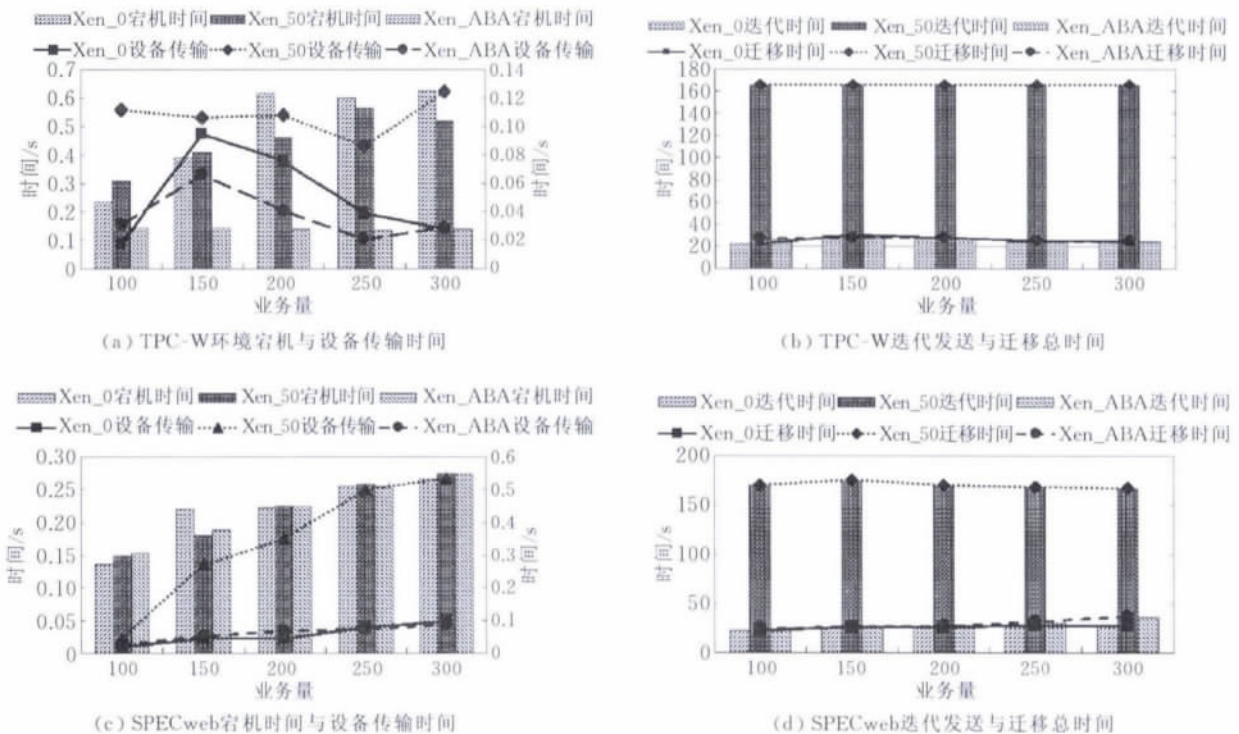 Xen_0宕机时间 Xen_50宕机时间 Xen_ABA宕机时间
Xen_0设备传输 Xen_50设备传输 Xen_ABA设备传输
0.7
0.6
0.5
0.4
0.3
0.2
0.1
0
时间/s
0.14
0.12
0.10
0.08
0.06
0.04
0.02
0
时间/s
100 150 200 250 300
业务量
(a) TPC-W环境宕机与设备传输时间
Xen_0迭代时间 Xen_50迭代时间 Xen_ABA迭代时间
Xen_0迁移时间 Xen_50迁移时间 Xen_ABA迁移时间
180
160
140
120
100
80
60
40
20
0
时间/s
100 150 200 250 300
业务量
(b) TPC-W迭代发送与迁移总时间
Xen_0宕机时间 Xen_50宕机时间 Xen_ABA宕机时间
Xen_0设备传输 Xen_50设备传输 Xen_ABA设备传输
0.30
0.25
0.20
0.15
0.10
0.05
0
时间/s
0.6
0.5
0.4
0.3
0.2
0.1
0
时间/s
100 150 200 250 300
业务量
(c) SPECweb宕机时间与设备传输时间
Xen_0迭代时间 Xen_50迭代时间 Xen_ABA迭代时间
Xen_0迁移时间 Xen_50迁移时间 Xen_ABA迁移时间
200
150
100
50
0
时间/s
100 150 200 250 300
业务量
(d) SPECweb迭代发送与迁移总时间